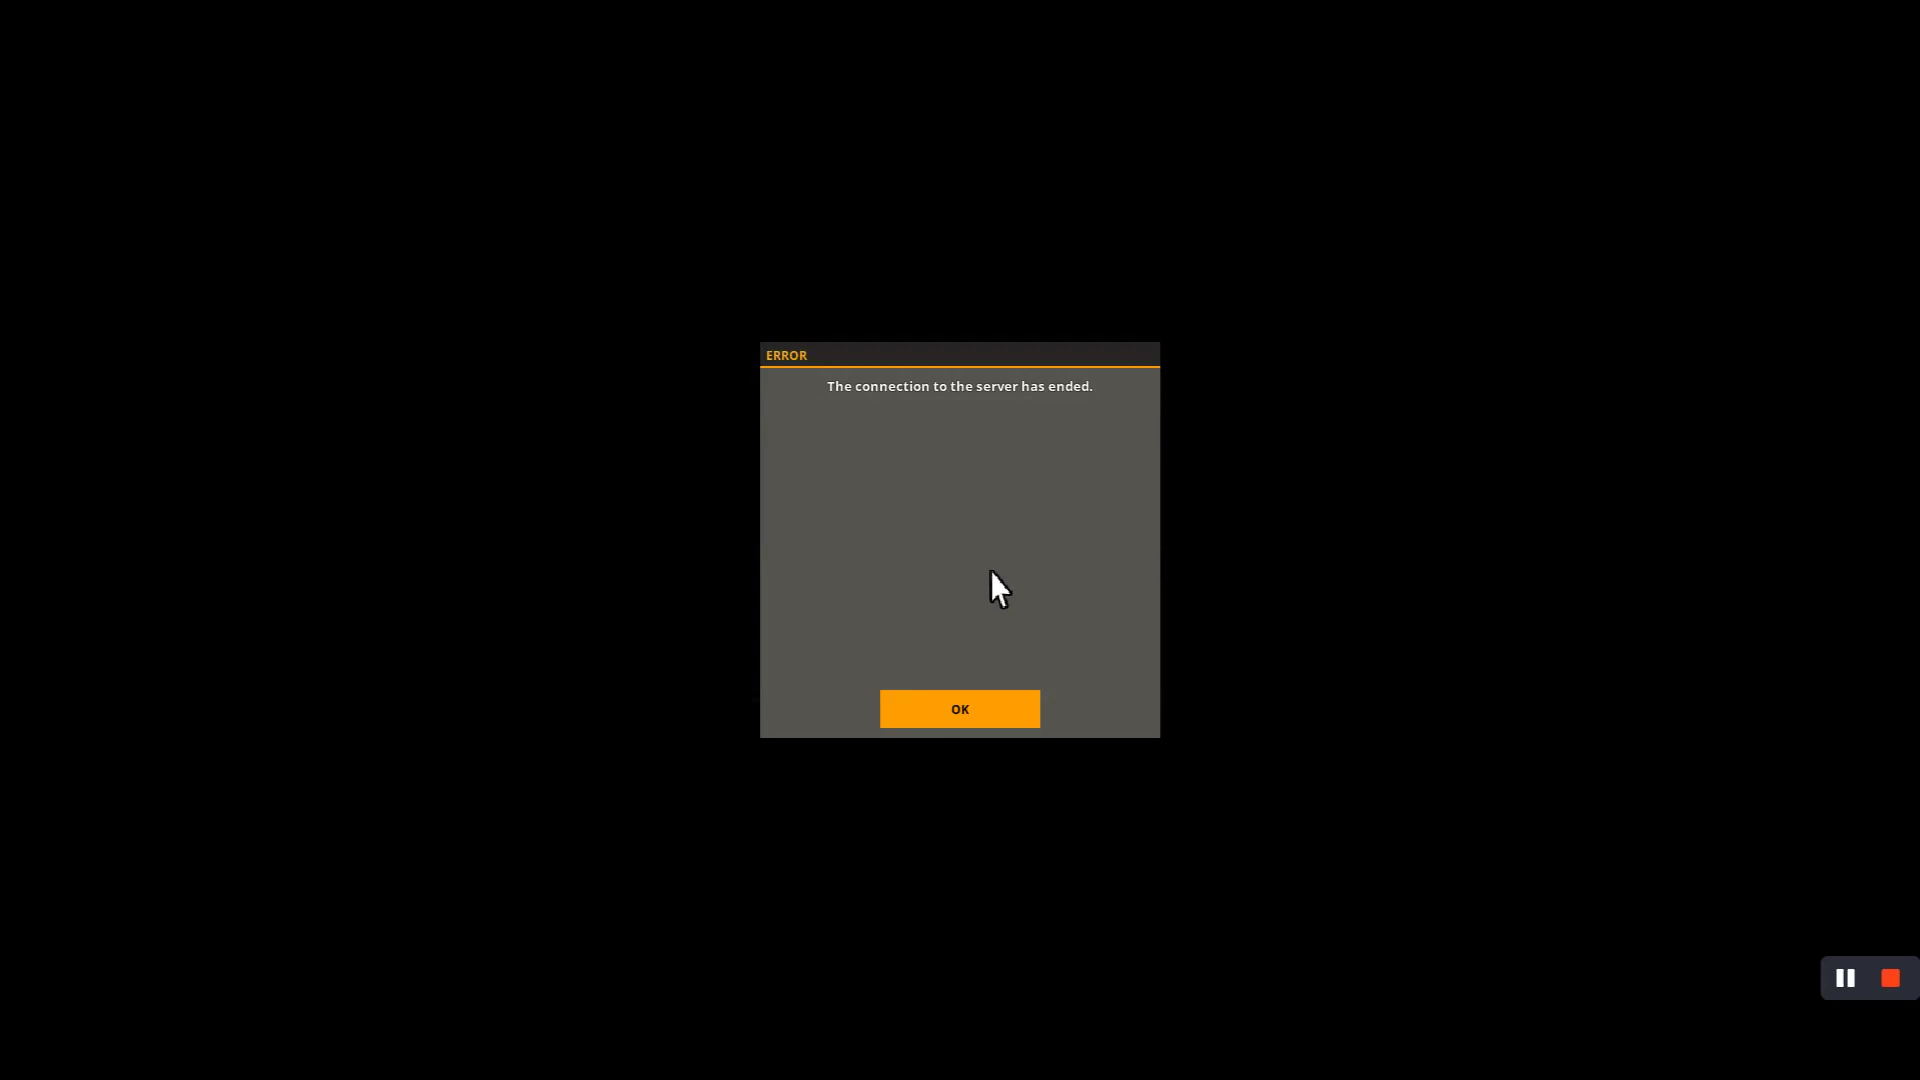 ERROR
The connection to the server has ended.
OK